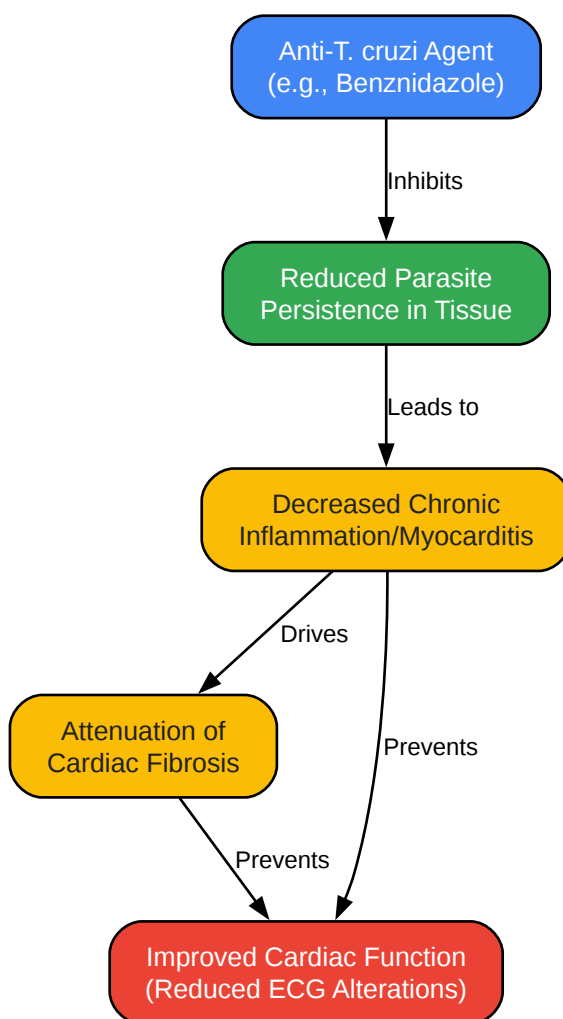 Anti-T. cruzi Agent
(e.g., Benznidazole)
Inhibits
Reduced Parasite
Persistence in Tissue
Leads to
Decreased Chronic
Inflammation/Myocarditis
Drives
Attenuation of
Cardiac Fibrosis
Prevents
Prevents
Improved Cardiac Function
(Reduced ECG Alterations)